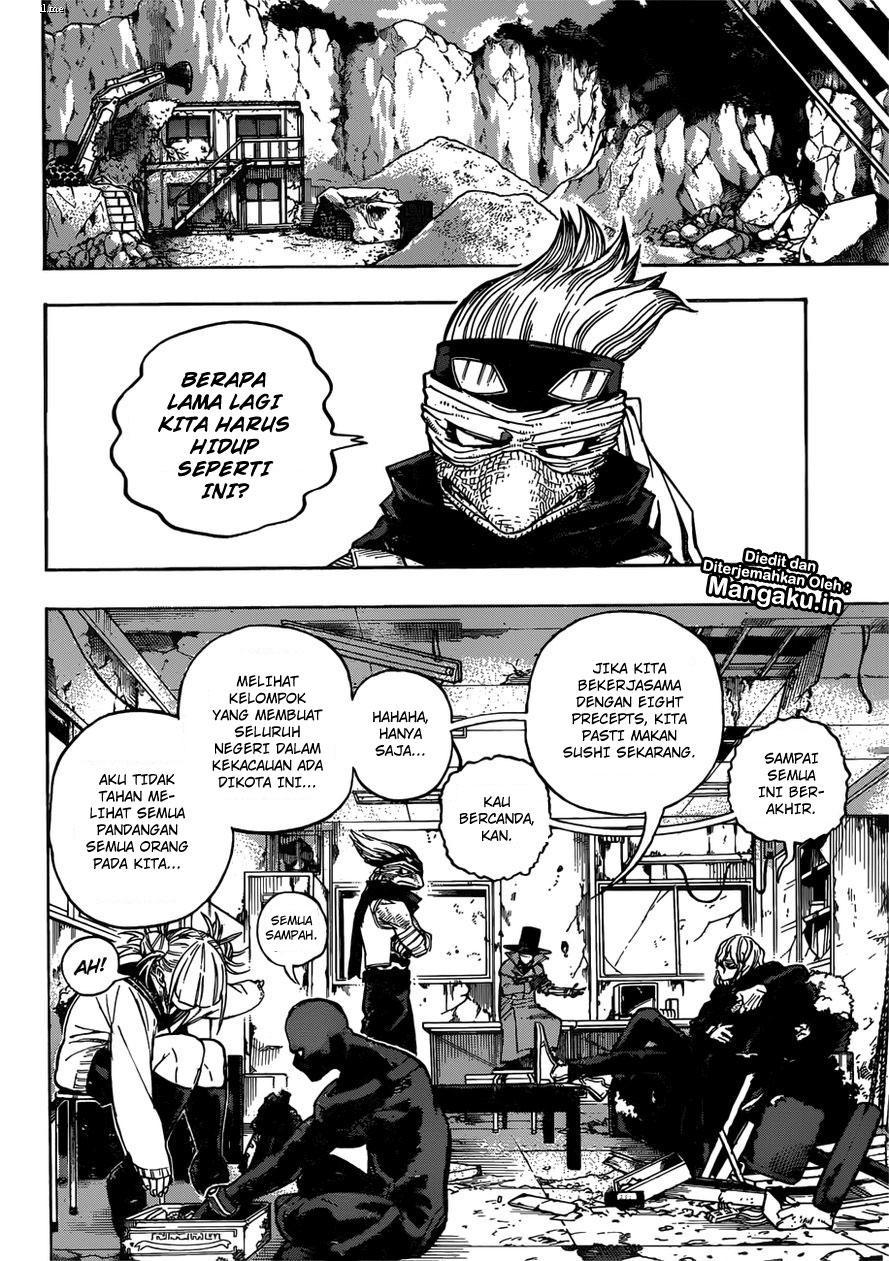 l.me
BERAPA
LAMA LAGI
KITA HARUS
HIDUP
SEPERTI
INI?
Diedit dan
Diterjemahkan Oleh :
Mangaku.in
AKU TIDAK
TAHAN ME-
LIHAT SEMUA
PANDANGAN
SEMUA ORANG
PADA KITA...
MELIHAT
KELOMPOK
YANG MEMBUAT
SELURUH
NEGERI DALAM
KEKACAUAN ADA
DIKOTA INI...
HAHAHA,
HANYA
SAJA...
JIKA KITA
BEKERJASAMA
DENGAN EIGHT
PRECEPTS, KITA
PASTI MAKAN
SUSHI SEKARANG.
KAU
BERCANDA,
KAN.
SAMPAI
SEMUA
INI BER-
AKHIR.
SEMUA
SAMPAH.
AH!